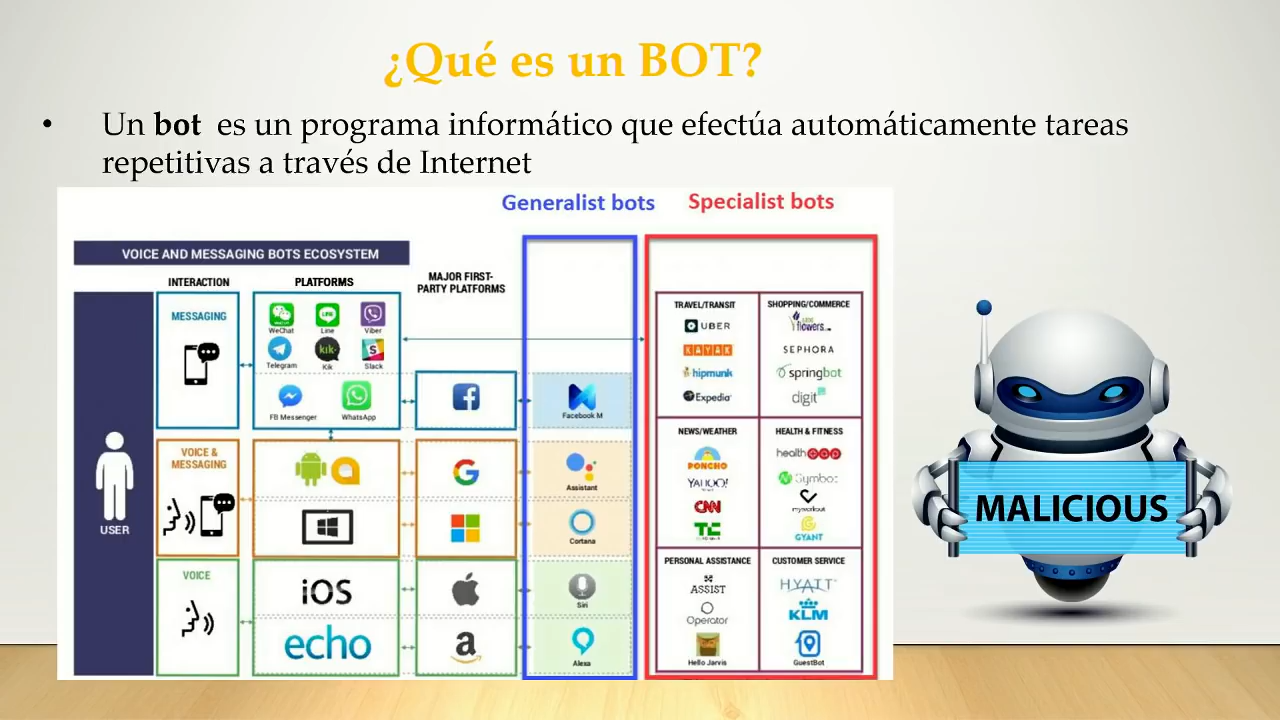 ¿Qué es un BOT?
• Un bot es un programa informático que efectúa automáticamente tareas
repetitivas a través de Internet
Generalist bots
Specialist bots
VOICE AND MESSAGING BOTS ECOSYSTEM
INTERACTION
PLATFORMS
MAJOR FIRST-
PARTY PLATFORMS
USER
MESSAGING
WeChat
Line
Viber
Telegram
Kik
Slack
FB Messenger
WhatsApp
Facebook M
VOICE &
MESSAGING
Assistant
Cortana
VOICE
iOS
echo
Siri
Alexa
TRAVEL/TRANSIT
UBER
KAYAK
hipmunk
Expedia
SHOPPING/COMMERCE
flowers
SEPHORA
springbot
digit
NEWS/WEATHER
PONCHO
YAHOO!
CNN
HEALTH & FITNESS
health
myworkout
GYANT
PERSONAL ASSISTANCE
ASSIST
Operator
Hello Jarvis
CUSTOMER SERVICE
HYATT
KLM
GuestBot
MALICIOUS